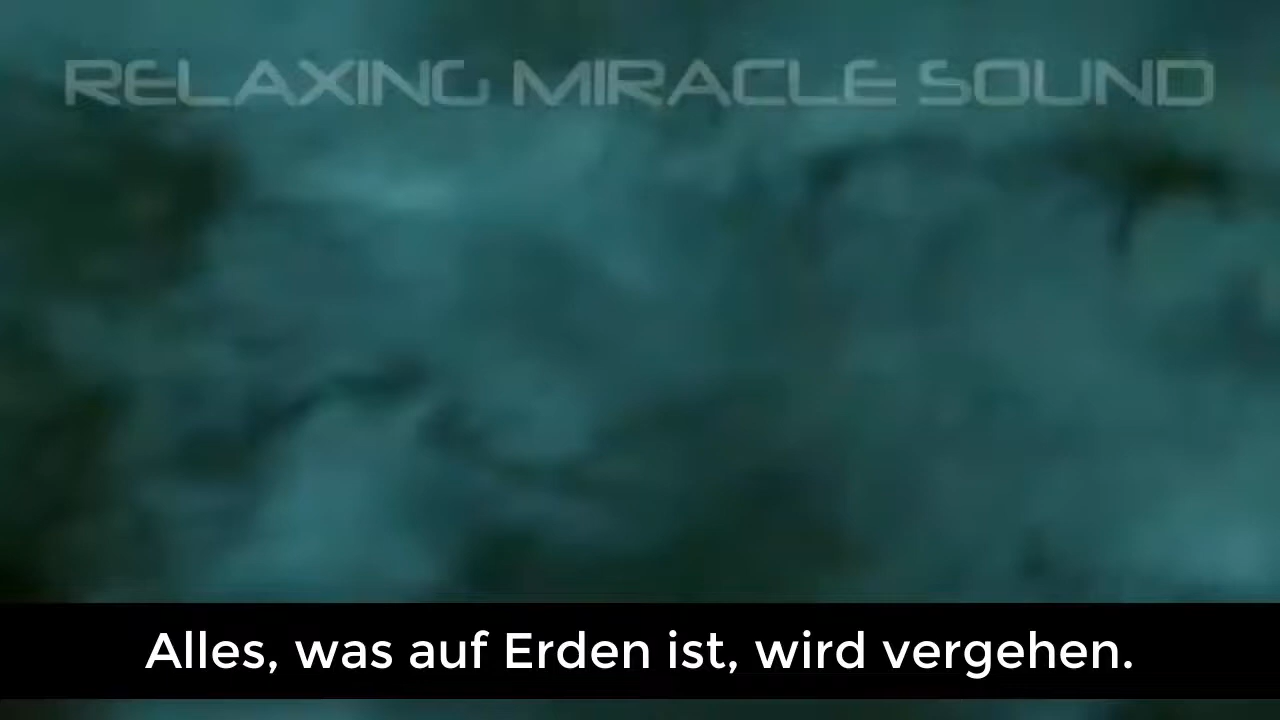 RELAXING MIRACLE SOUND
Alles, was auf Erden ist, wird vergehen.